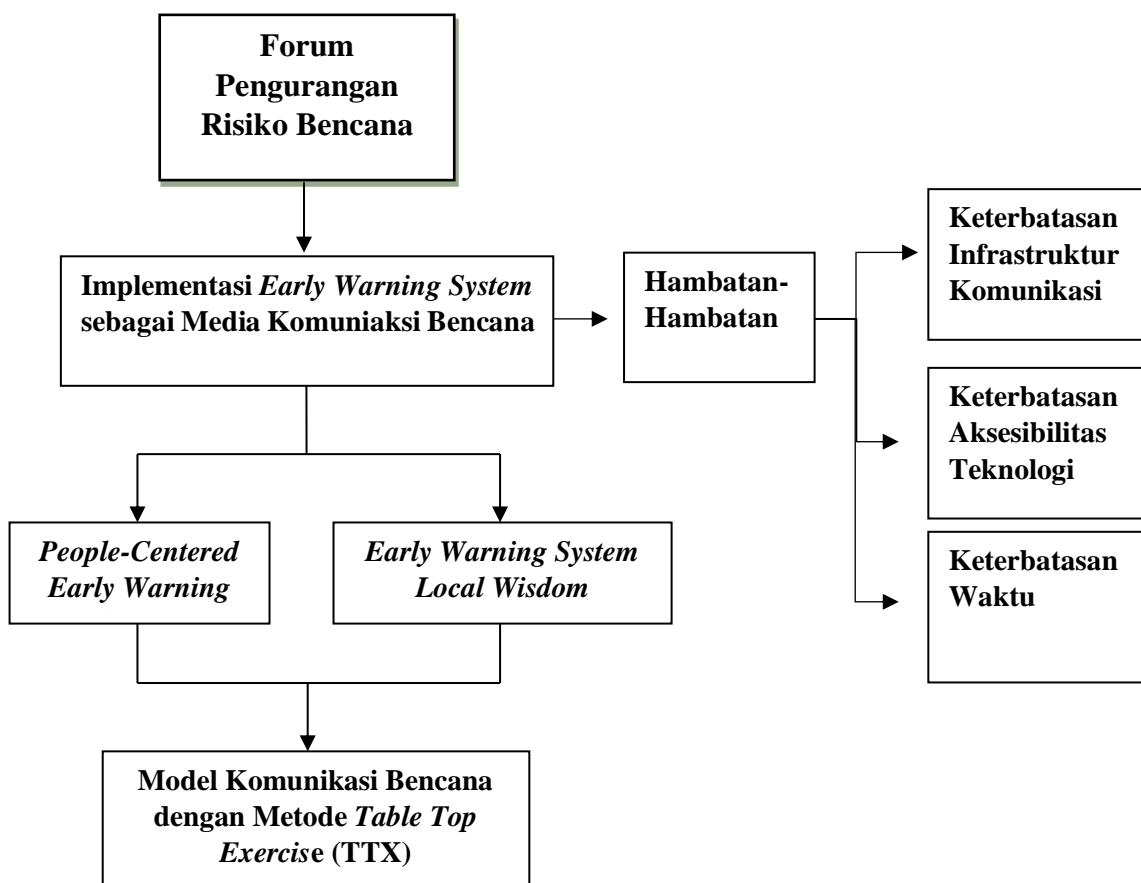 Forum
Pengurangan
Risiko Bencana
Implementasi Early Warning System
sebagai Media Komuniaksi Bencana
Hambatan-
Hambatan
Keterbatasan
Infrastruktur
Komunikasi
Keterbatasan
Aksesibilitas
Teknologi
Keterbatasan
Waktu
People-Centered
Early Warning
Early Warning System
Local Wisdom
Model Komunikasi Bencana
dengan Metode Table Top
Exercise (TTX)